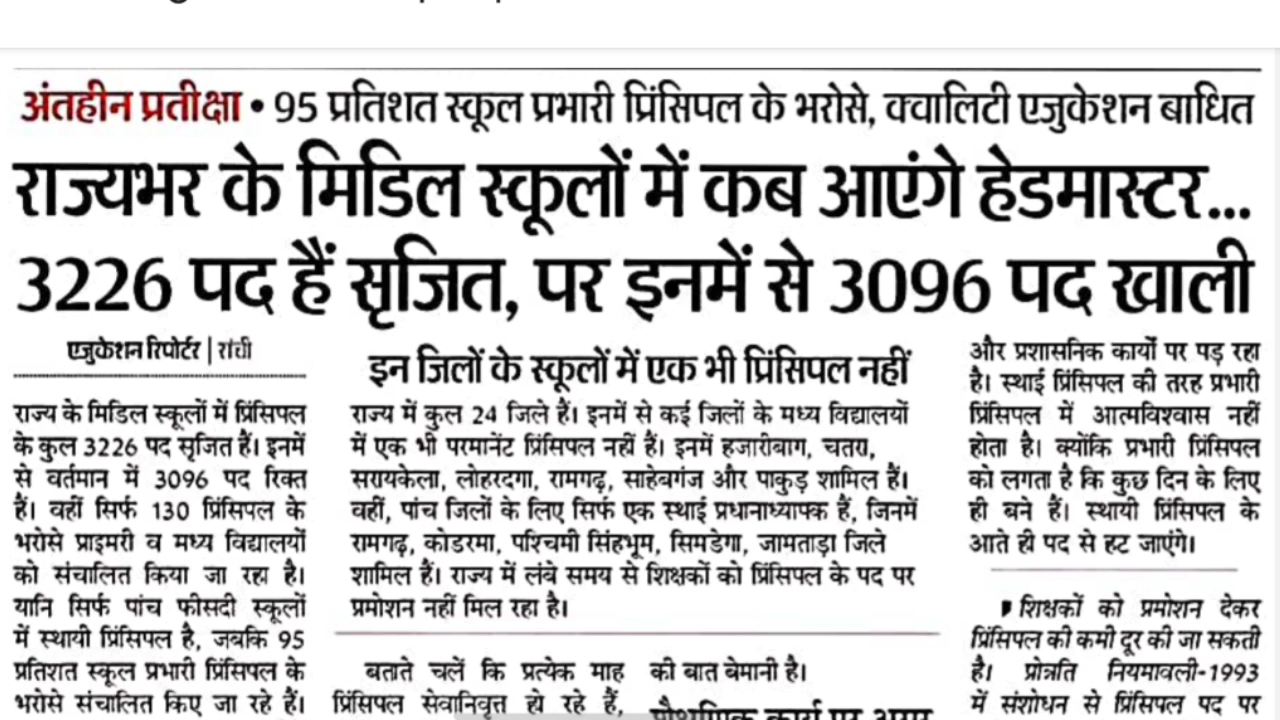 अंतहीन प्रतीक्षा • 95 प्रतिशत स्कूल प्रभारी प्रिंसिपल के भरोसे, क्वालिटी एजुकेशन बाधित
राज्यभर के मिडिल स्कूलों में कब आएंगे हेडमास्टर...
3226 पद हैं सृजित, पर इनमें से 3096 पद खाली
एजुकेशन रिपोर्टर | रांची
राज्य के मिडिल स्कूलों में प्रिंसिपल
के कुल 3226 पद सृजित हैं। इनमें
से वर्तमान में 3096 पद रिक्त
हैं। वहीं सिर्फ 130 प्रिंसिपल के
भरोसे प्राइमरी व मध्य विद्यालयों
को संचालित किया जा रहा है।
यानि सिर्फ पांच फीसदी स्कूलों
में स्थायी प्रिंसिपल है, जबकि 95
प्रतिशत स्कूल प्रभारी प्रिंसिपल के
भरोसे संचालित किए जा रहे हैं।
इन जिलों के स्कूलों में एक भी प्रिंसिपल नहीं
राज्य में कुल 24 जिले हैं। इनमें से कई जिलों के मध्य विद्यालयों
में एक भी परमानेंट प्रिंसिपल नहीं हैं। इनमें हजारीबाग, चतरा,
सरायकेला, लोहरदगा, रामगढ़, साहेबगंज और पाकुड़ शामिल हैं।
वहीं, पांच जिलों के लिए सिर्फ एक स्थाई प्रधानाध्यापक हैं, जिनमें
रामगढ़, कोडरमा, पश्चिमी सिंहभूम, सिमडेगा, जामताड़ा जिले
शामिल हैं। राज्य में लंबे समय से शिक्षकों को प्रिंसिपल के पद पर
प्रमोशन नहीं मिल रहा है।
बताते चलें कि प्रत्येक माह
प्रिंसिपल सेवानिवृत्त हो रहे हैं,
की बात बेमानी है।
और प्रशासनिक कार्यों पर पड़ रहा
है। स्थाई प्रिंसिपल की तरह प्रभारी
प्रिंसिपल में आत्मविश्वास नहीं
होता है। क्योंकि प्रभारी प्रिंसिपल
को लगता है कि कुछ दिन के लिए
ही बने हैं। स्थायी प्रिंसिपल के
आते ही पद से हट जाएंगे।
शिक्षकों को प्रमोशन देकर
प्रिंसिपल की कमी दूर की जा सकती
है। प्रोन्नति नियमावली-1993
में संशोधन से प्रिंसिपल पद पर